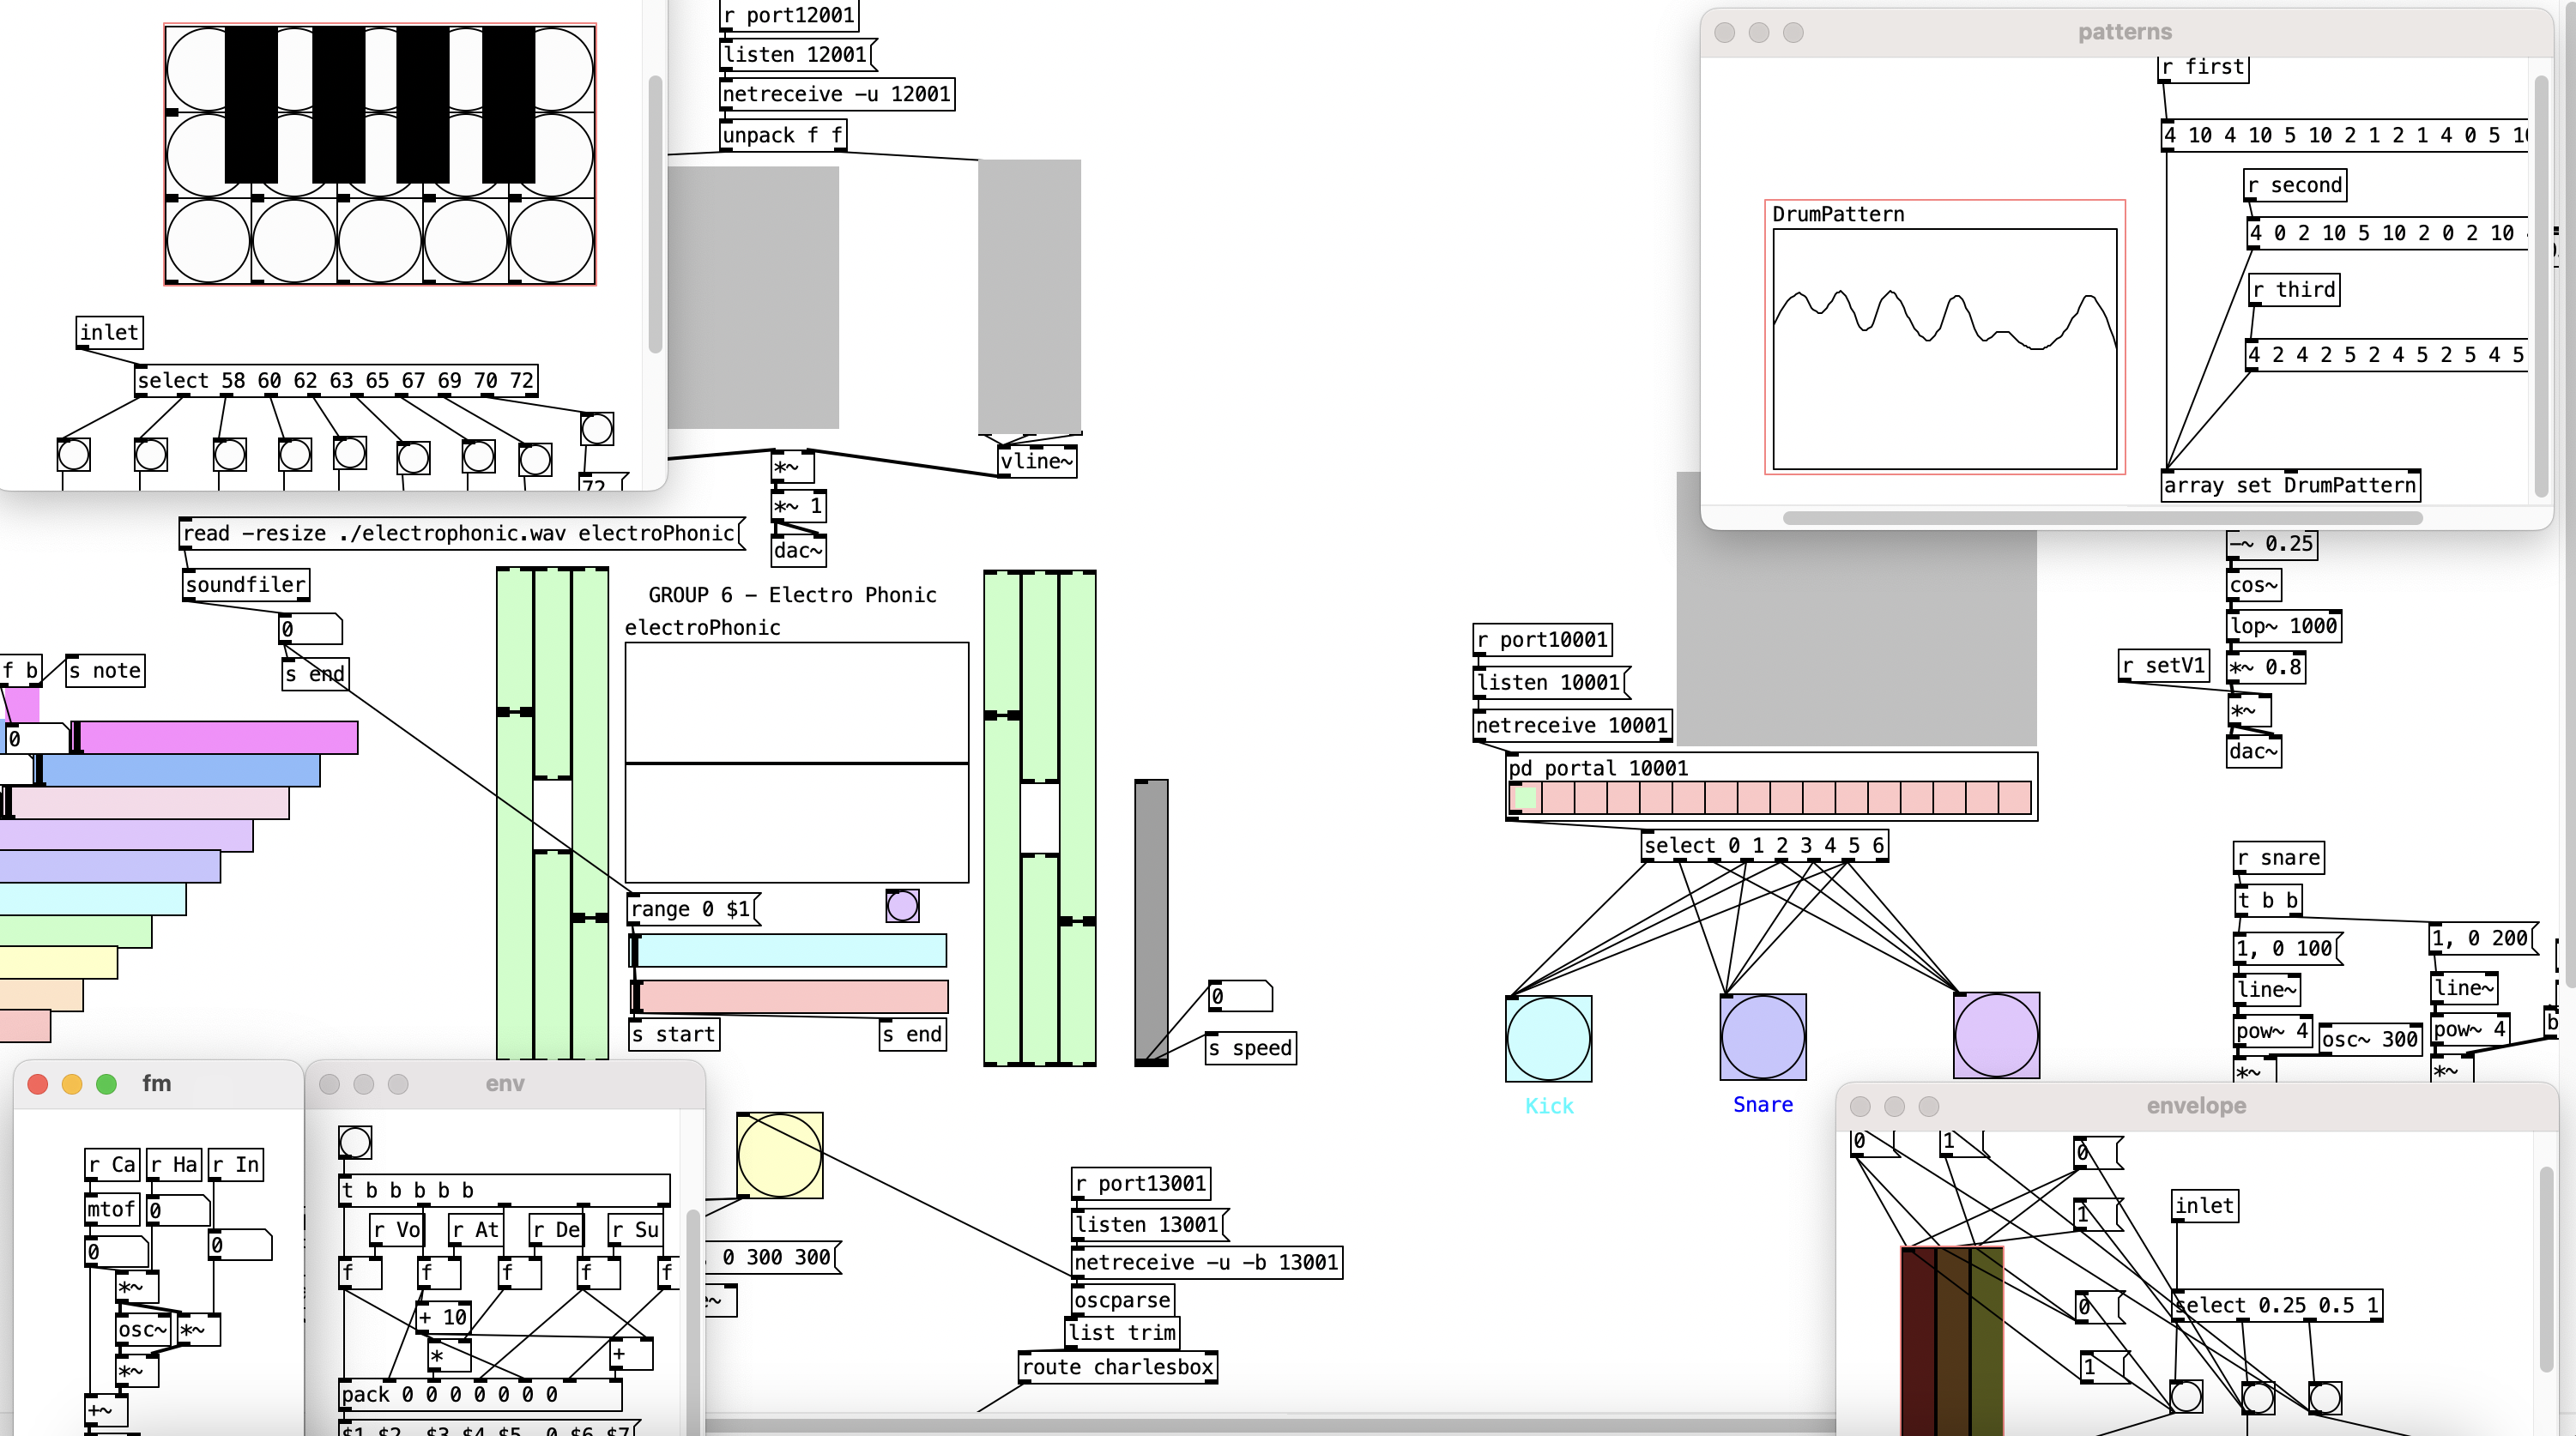 inlet
select 58 60 62 63 65 67 69 70 72
72
r port12001
listen 12001
netreceive -u 12001
unpack f f
vline~
*~
*~ 1
dac~
read -resize ./electrophonic.wav electroPhonic
soundfiler
0
s end
f b
s note
0
GROUP 6 - Electro Phonic
electroPhonic
range 0 $1
s start
s end
0
s speed
patterns
r first
4 10 4 10 5 10 2 1 2 1 4 0 5
r second
4 0 2 10 5 10 2 0 2 10
r third
4 2 4 2 5 2 4 5 2 5 4 5
DrumPattern
array set DrumPattern
r port10001
listen 10001
netreceive 10001
pd portal 10001
select 0 1 2 3 4 5 6
Kick
Snare
-~ 0.25
cos~
lop~ 1000
r setV1
*~ 0.8
*~
dac~
r snare
t b b
1, 0 100
1, 0 200
line~
line~
pow~ 4
osc~ 300
pow~ 4
*~
*~
b
fm
r Ca
r Ha
r In
mtof
0
0
0
*~
osc~
*~
*~
+~
env
t b b b b b
r Vo
r At
r De
r Su
f
f
f
f
f
+ 10
*
+
pack 0 0 0 0 0 0 0
$1 $2 $3 $4 $5 0 $6 $7
0 300 300
r port13001
listen 13001
netreceive -u -b 13001
oscparse
list trim
route charlesbox
envelope
0
1
0
1
inlet
0
select 0.25 0.5 1
1